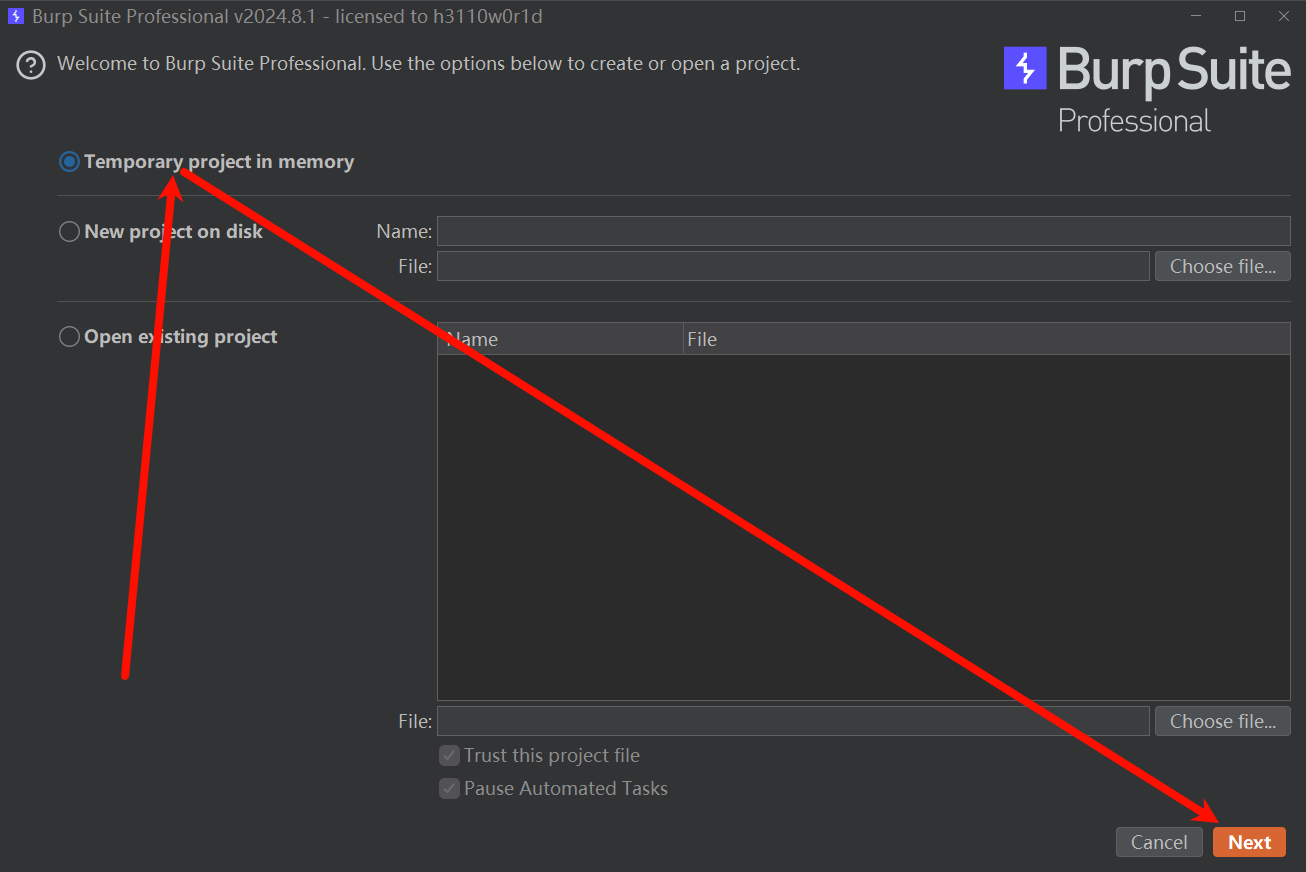 Burp Suite Professional v2024.8.1 - licensed to h3110w0r1d
Welcome to Burp Suite Professional. Use the options below to create or open a project.
Burp Suite
Professional
Temporary project in memory
New project on disk
Name:
File:
Choose file...
Open existing project
Name
File
File:
Choose file...
Trust this project file
Pause Automated Tasks
Cancel
Next